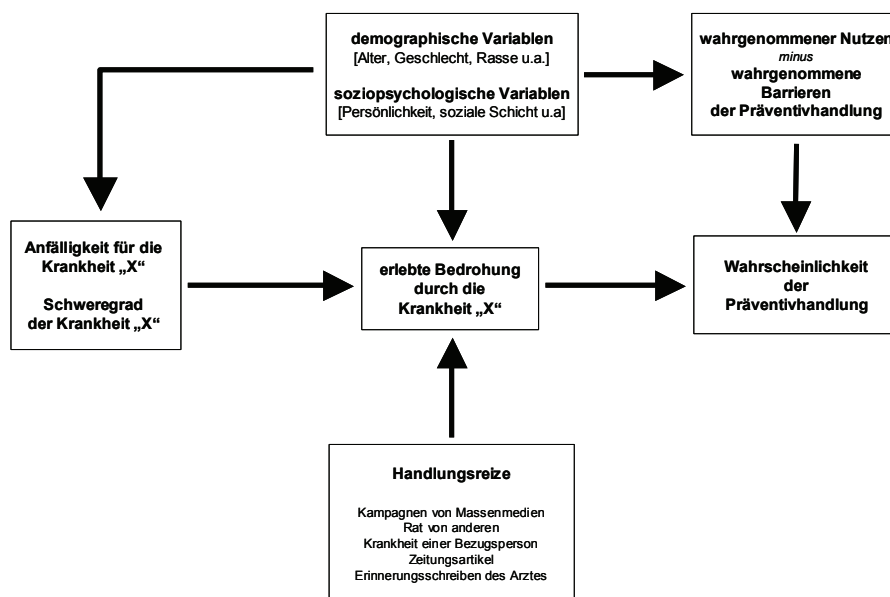 demographische Variablen
[Alter, Geschlecht, Rasse u.a.]
soziopsychologische Variablen
[Persönlichkeit, soziale Schicht u.a]
wahrgenommener Nutzen
minus
wahrgenommene
Barrieren
der Präventivhandlung
Anfälligkeit für die
Krankheit „X“
Schweregrad
der Krankheit „X“
erlebte Bedrohung
durch die
Krankheit „X“
Wahrscheinlichkeit
der
Präventivhandlung
Handlungsreize
Kampagnen von Massenmedien
Rat von anderen
Krankheit einer Bezugsperson
Zeitungsartikel
Erinnerungsschreiben des Arztes